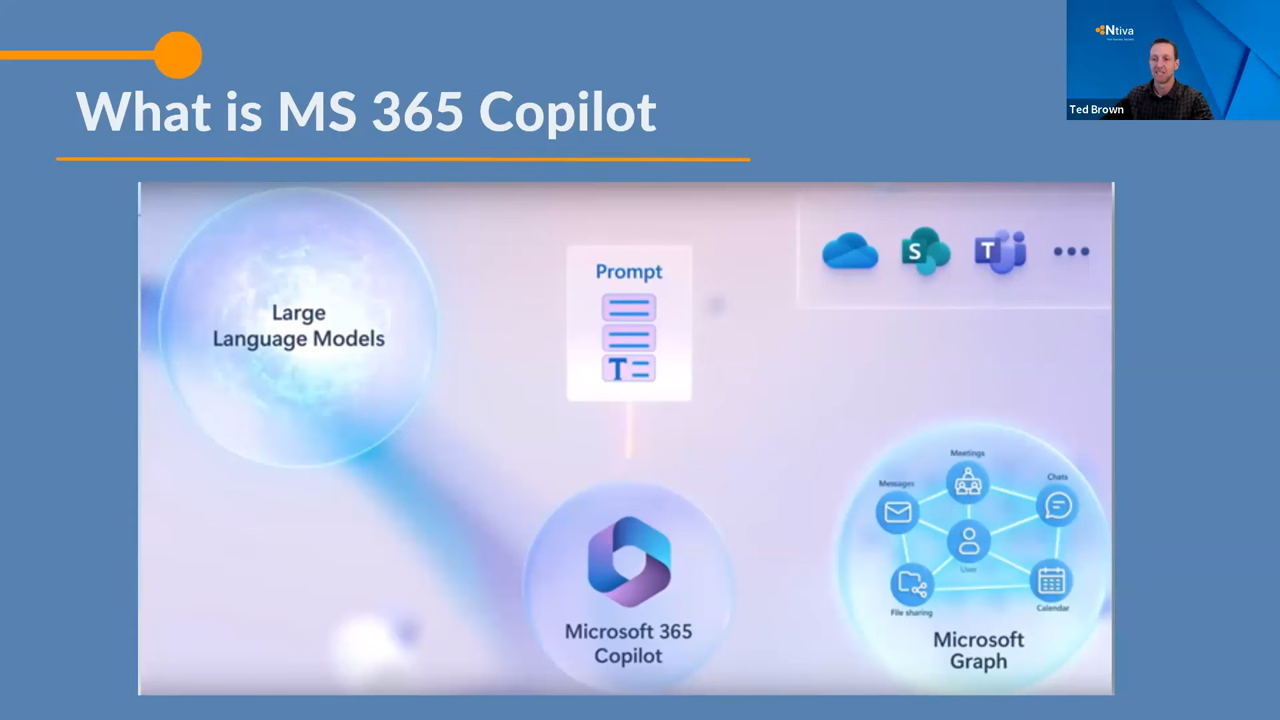 What is MS 365 Copilot
Ntiva
Ted Brown
Large
Language Models
Prompt
T
S
T
Meetings
Messages
Chats
User
File sharing
Calendar
Microsoft 365
Copilot
Microsoft
Graph